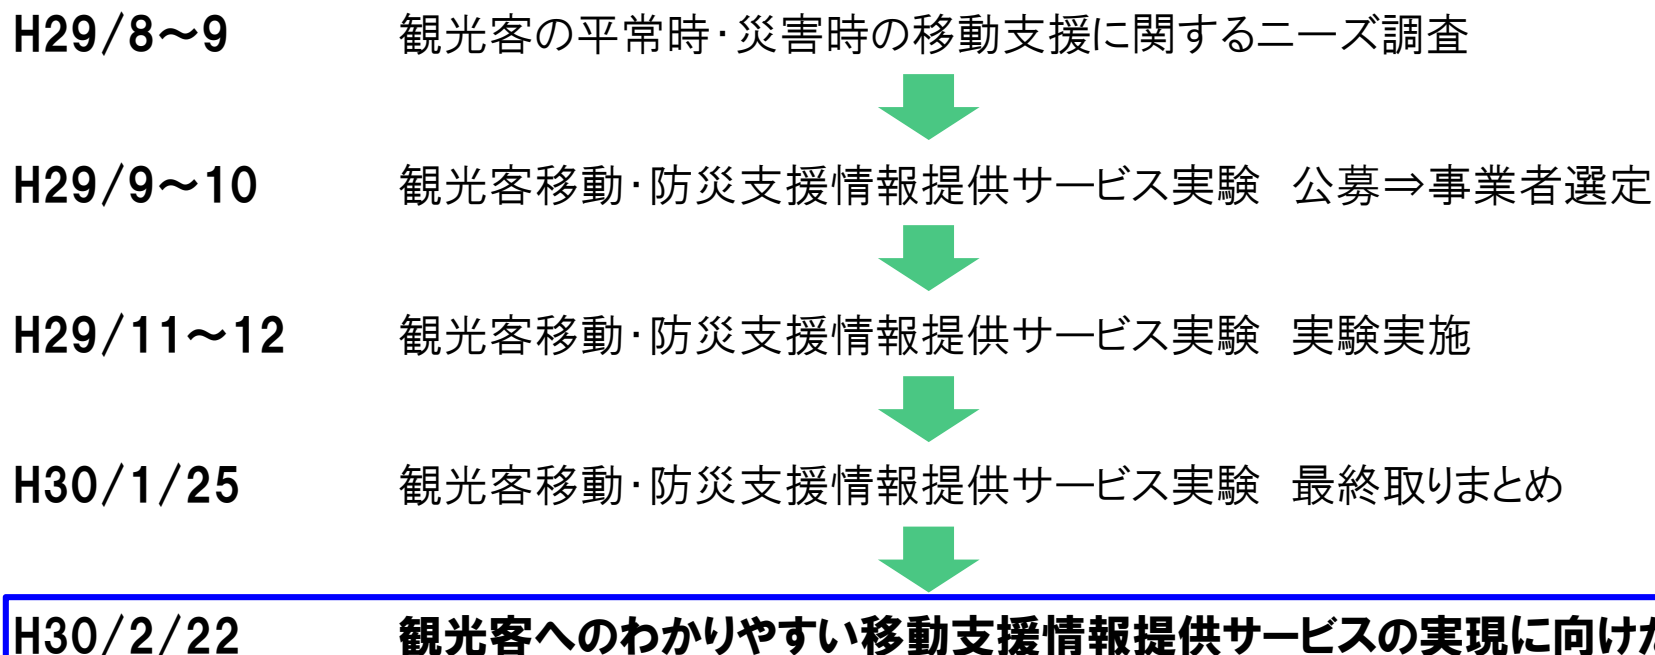 H29/8～9 観光客の平常時・災害時の移動支援に関するニーズ調査
H29/9～10 観光客移動・防災支援情報提供サービス実験 公募⇒事業者選定
H29/11～12 観光客移動・防災支援情報提供サービス実験 実験実施
H30/1/25 観光客移動・防災支援情報提供サービス実験 最終取りまとめ
H30/2/22 観光客へのわかりやすい移動支援情報提供サービスの実現に向けた